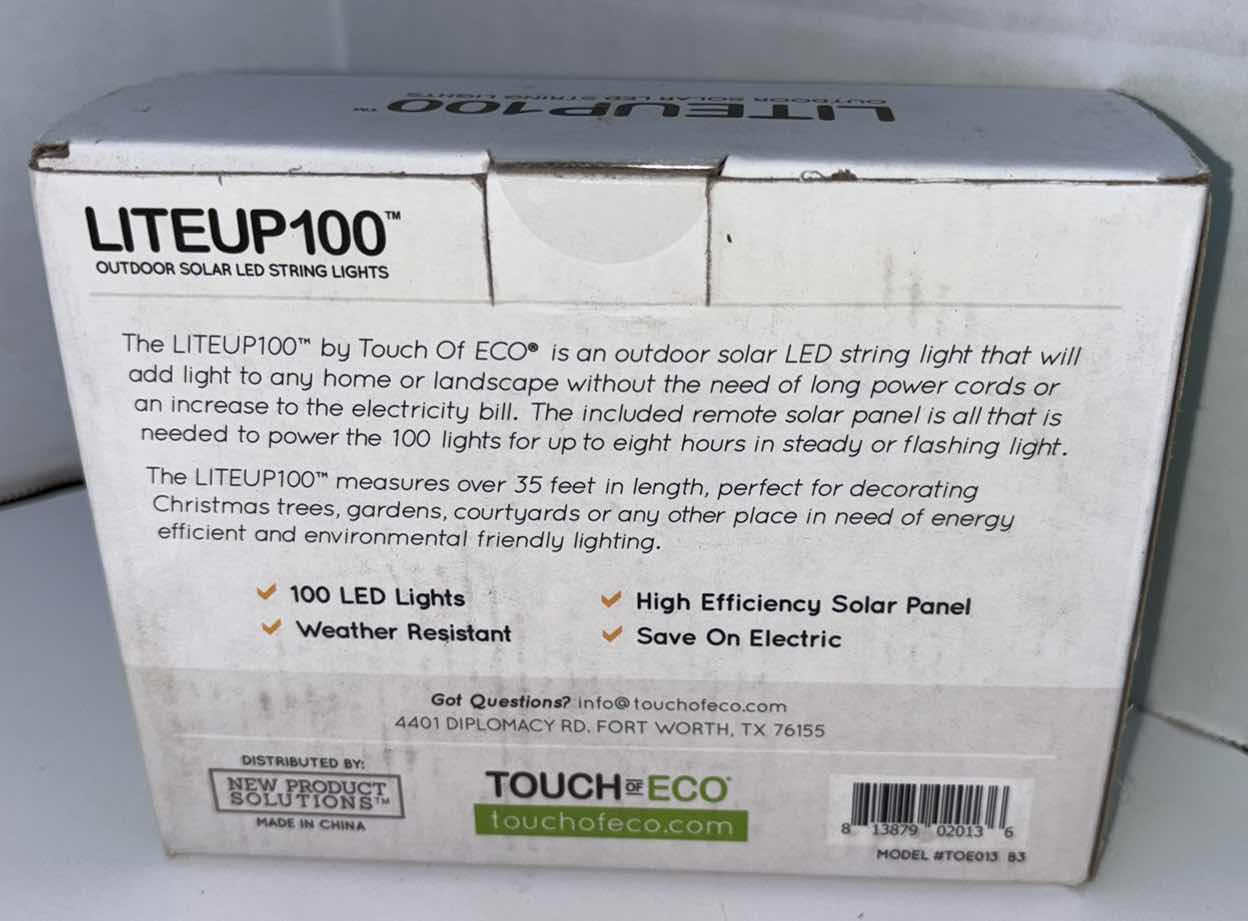 LITEUP100™
OUTDOOR SOLAR LED STRING LIGHTS
LITEUP100™
OUTDOOR SOLAR LED STRING LIGHTS
The LITEUP100™ by Touch Of ECO® is an outdoor solar LED string light that will
add light to any home or landscape without the need of long power cords or
an increase to the electricity bill. The included remote solar panel is all that is
needed to power the 100 lights for up to eight hours in steady or flashing light.
The LITEUP100™ measures over 35 feet in length, perfect for decorating
Christmas trees, gardens, courtyards or any other place in need of energy
efficient and environmental friendly lighting.
100 LED Lights
High Efficiency Solar Panel
Weather Resistant
Save On Electric
Got Questions? info@touchofeco.com
4401 DIPLOMACY RD. FORT WORTH, TX 76155
DISTRIBUTED BY:
NEW PRODUCT
SOLUTIONS™
MADE IN CHINA
TOUCH OF ECO®
touchofeco.com
8 13879 02013 6
MODEL #TOE013 B3